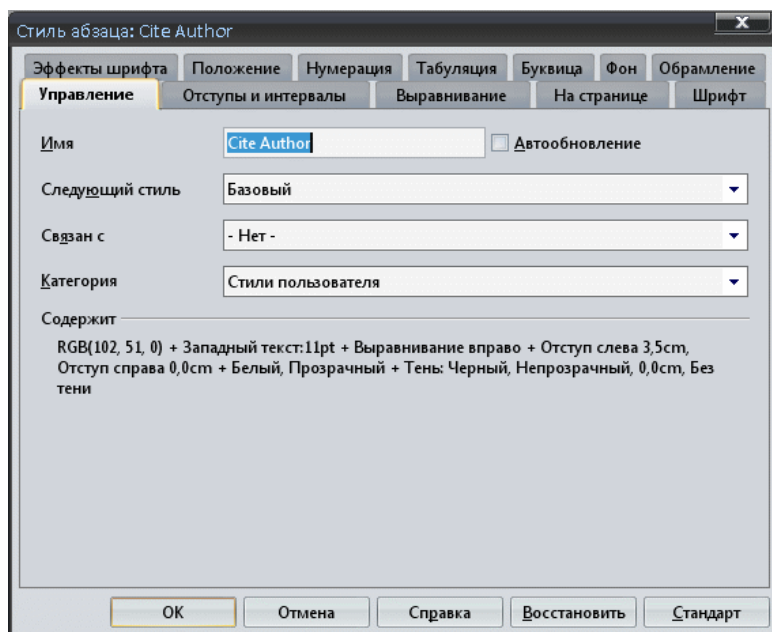 Стиль абзаца: Cite Author
x
Эффекты шрифта Положение Нумерация Табуляция Буквица Фон Обрамление
Управление Отступы и интервалы Выравнивание На странице Шрифт
Имя Cite Author Автообновление
Следующий стиль Базовый
Связан с - Нет -
Категория Стили пользователя
Содержит
RGB(102, 51, 0) + Западный текст:11pt + Выравнивание вправо + Отступ слева 3,5cm,
Отступ справа 0,0cm + Белый, Прозрачный + Тень: Черный, Непрозрачный, 0,0cm, Без
тени
OK Отмена Справка Восстановить Стандарт